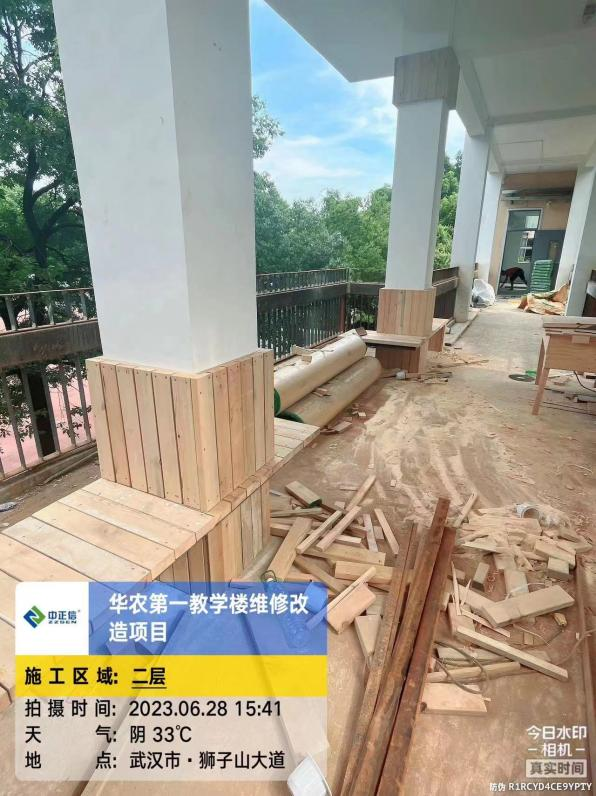 中正信
ZZSEN
华农第一教学楼维修改
造项目
施工区域: 二层
拍摄时间: 2023.06.28 15:41
天气: 阴 33℃
地点: 武汉市·狮子山大道
今日水印
-相机-
真实时间
防伪 R1RCYD4CE9YPTY